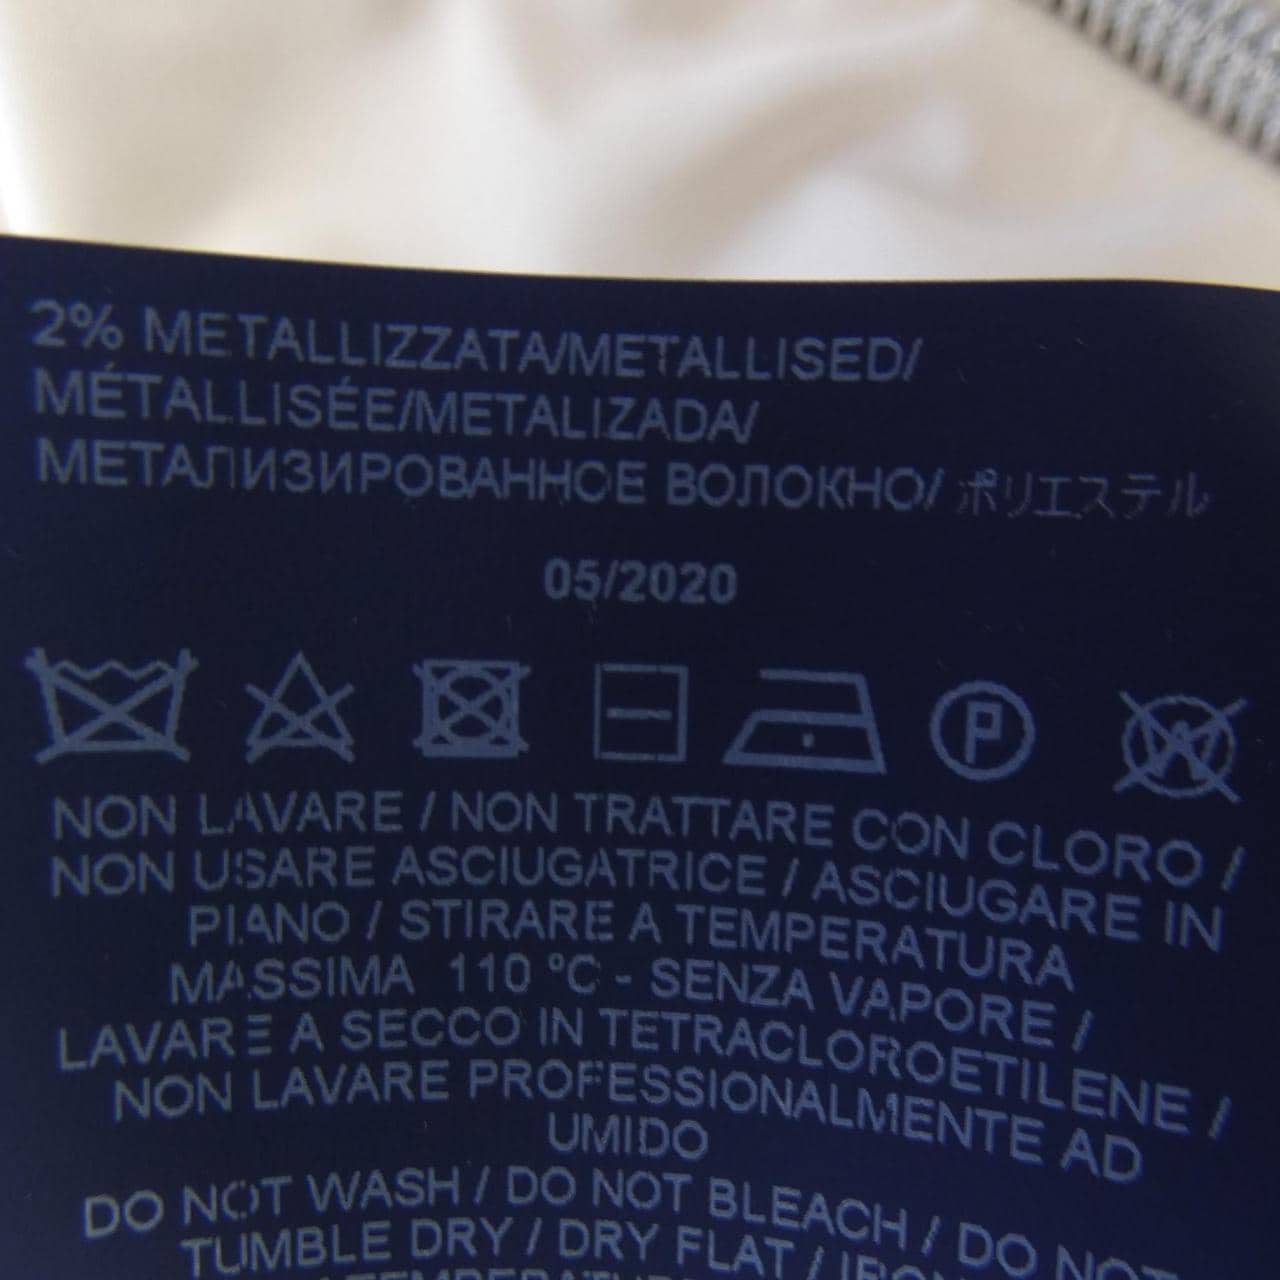 2% METALLIZZATA/METALLISED/
MÉTALLISÉE/METALIZADA/
МЕТАЛИЗИРОВАННОЕ ВОЛОКНО/ ポリエステル
05/2020
P
W
NON LAVARE / NON TRATTARE CON CLORO /
NON USARE ASCIUGATRICE / ASCIUGARE IN
PIANO / STIRARE A TEMPERATURA
MASSIMA 110 °C - SENZA VAPORE /
LAVARE A SECCO IN TETRACLOROETILENE /
NON LAVARE PROFESSIONALMENTE AD
UMIDO
DO NOT WASH / DO NOT BLEACH / DO NOT
TUMBLE DRY / DRY FLAT /